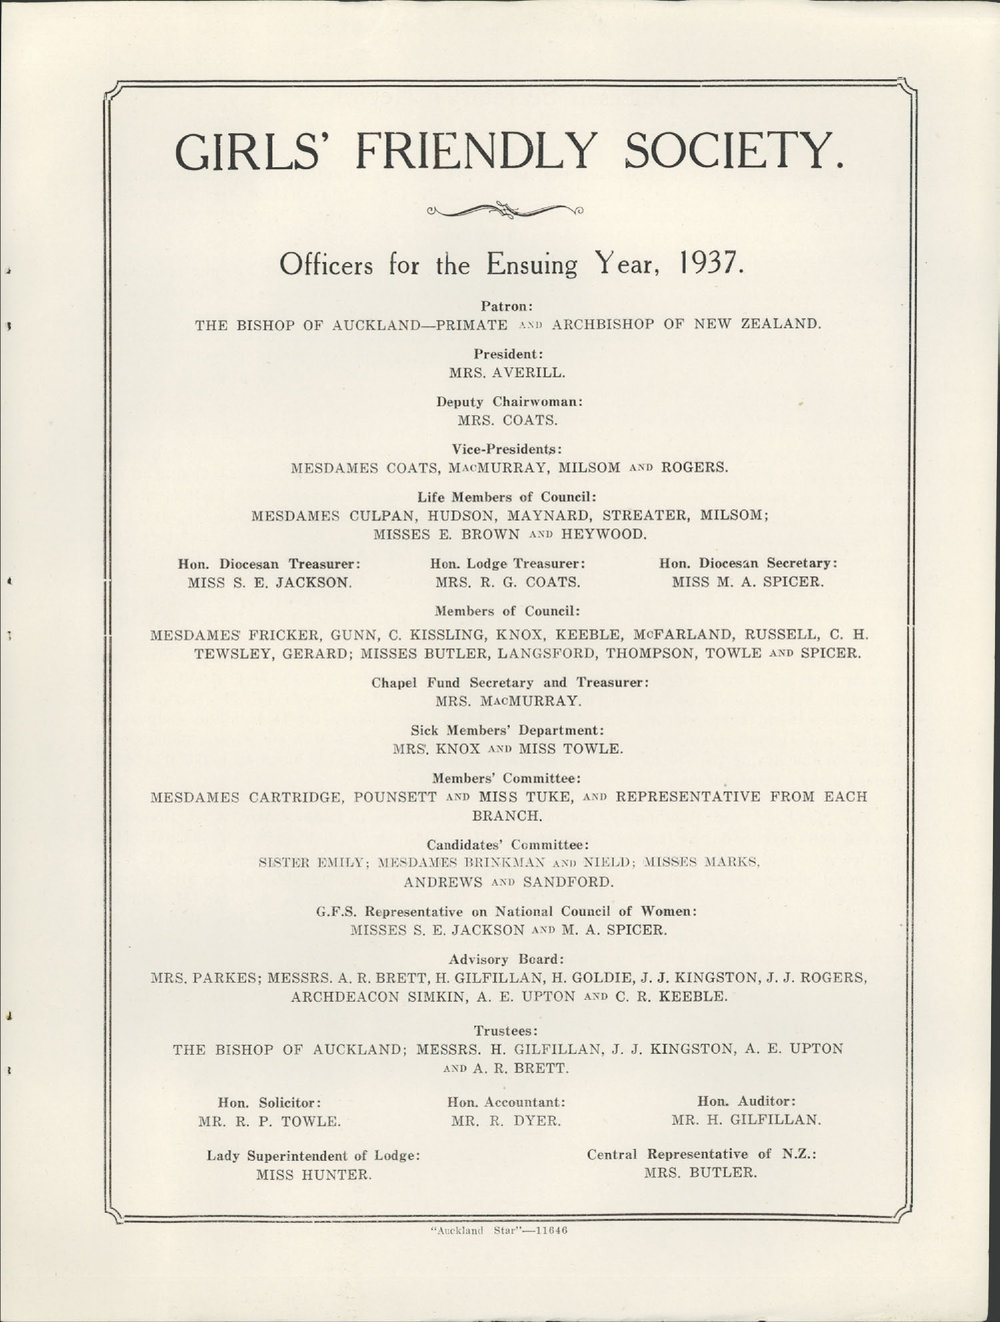 GIRLS' FRIENDLY SOCIETY.
Officers for the Ensuing Year, 1937.
Patron:
THE BISHOP OF AUCKLAND—PRIMATE AND ARCHBISHOP OF NEW ZEALAND.
President:
MRS. AVERILL.
Deputy Chairwoman:
MRS. COATS.
Vice-Presidents:
MESDAMES COATS, MACMURRAY, MILSOM AND ROGERS.
Life Members of Council:
MESDAMES CULPAN, HUDSON, MAYNARD, STREATER, MILSOM;
MISSES E. BROWN AND HEYWOOD.
Hon. Diocesan Treasurer: Hon. Lodge Treasurer: Hon. Diocesan Secretary:
MISS S. E. JACKSON. MRS. R. G. COATS. MISS M. A. SPICER.
Members of Council:
MESDAMES FRICKER, GUNN, C. KISSLING, KNOX, KEEBLE, MCFARLAND, RUSSELL, C. H.
TEWSLEY, GERARD; MISSES BUTLER, LANGSFORD, THOMPSON, TOWLE AND SPICER.
Chapel Fund Secretary and Treasurer:
MRS. MACMURRAY.
Sick Members' Department:
MRS. KNOX AND MISS TOWLE.
Members' Committee:
MESDAMES CARTRIDGE, POUNSETT AND MISS TUKE, AND REPRESENTATIVE FROM EACH
BRANCH.
Candidates' Committee:
SISTER EMILY; MESDAMES BRINKMAN AND NIELD; MISSES MARKS,
ANDREWS AND SANDFORD.
G.F.S. Representative on National Council of Women:
MISSES S. E. JACKSON AND M. A. SPICER.
Advisory Board:
MRS. PARKES; MESSRS. A. R. BRETT, H. GILFILLAN, H. GOLDIE, J. J. KINGSTON, J. J. ROGERS,
ARCHDEACON SIMKIN, A. E. UPTON AND C. R. KEEBLE.
Trustees:
THE BISHOP OF AUCKLAND; MESSRS. H. GILFILLAN, J. J. KINGSTON, A. E. UPTON
AND A. R. BRETT.
Hon. Solicitor: Hon. Accountant: Hon. Auditor:
MR. R. P. TOWLE. MR. R. DYER. MR. H. GILFILLAN.
Lady Superintendent of Lodge: Central Representative of N.Z.:
MISS HUNTER. MRS. BUTLER.
"Auckland Star"—11646